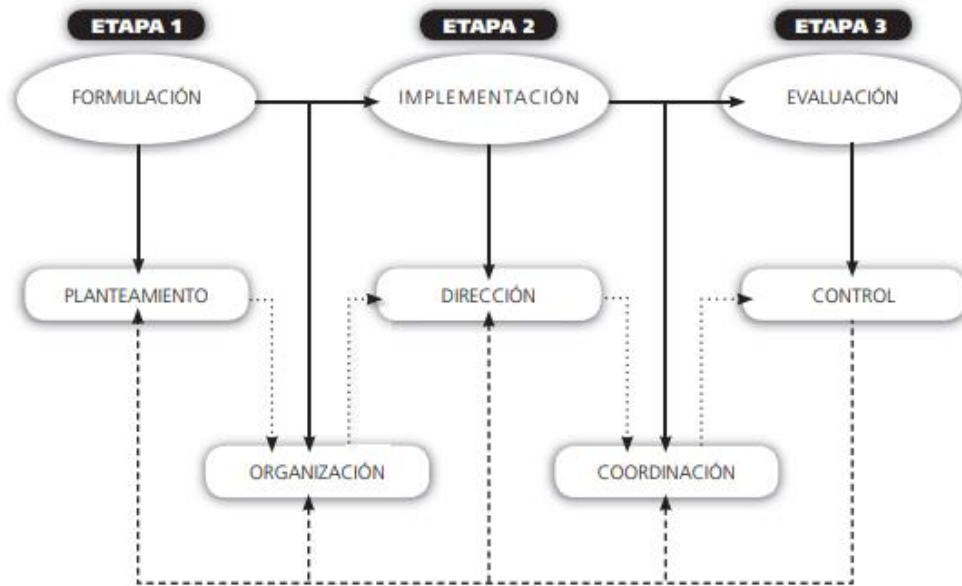 ETAPA 1
ETAPA 2
ETAPA 3
FORMULACIÓN
IMPLEMENTACIÓN
EVALUACIÓN
PLANTEAMIENTO
DIRECCIÓN
CONTROL
ORGANIZACIÓN
COORDINACIÓN